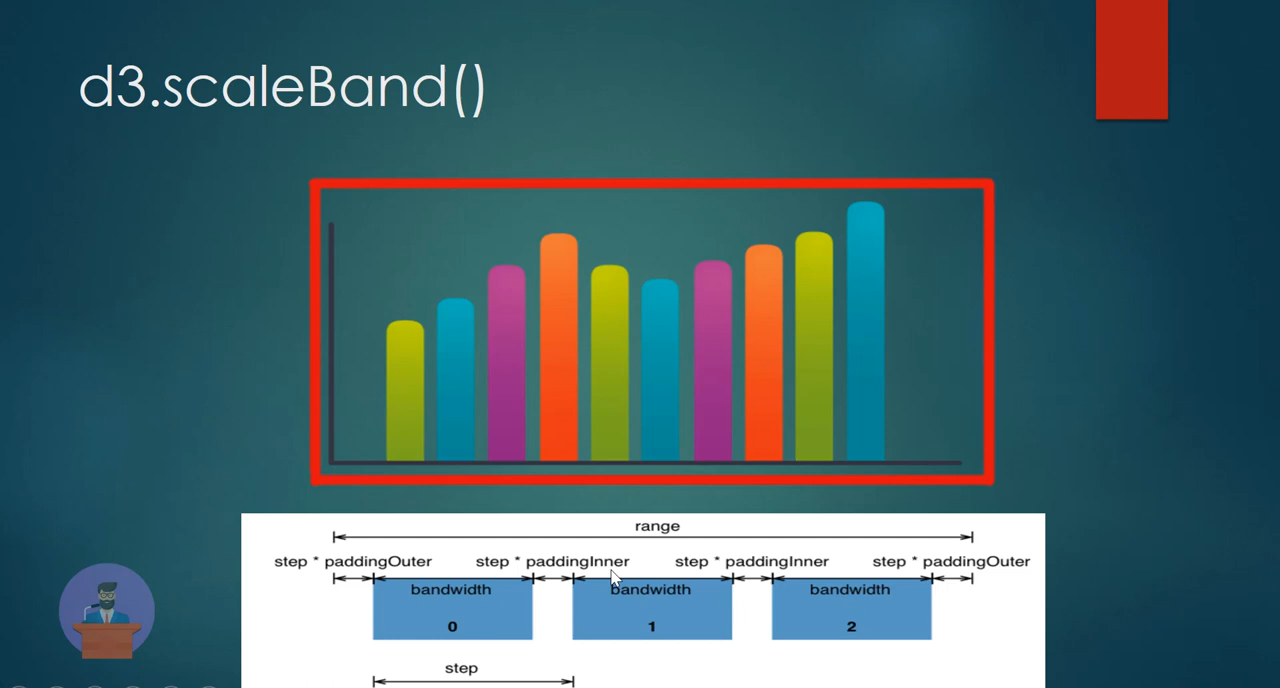 d3.scaleBand()
range
step * paddingOuter step * paddingInner step * paddingInner step * paddingOuter
bandwidth bandwidth bandwidth
0 1 2
step